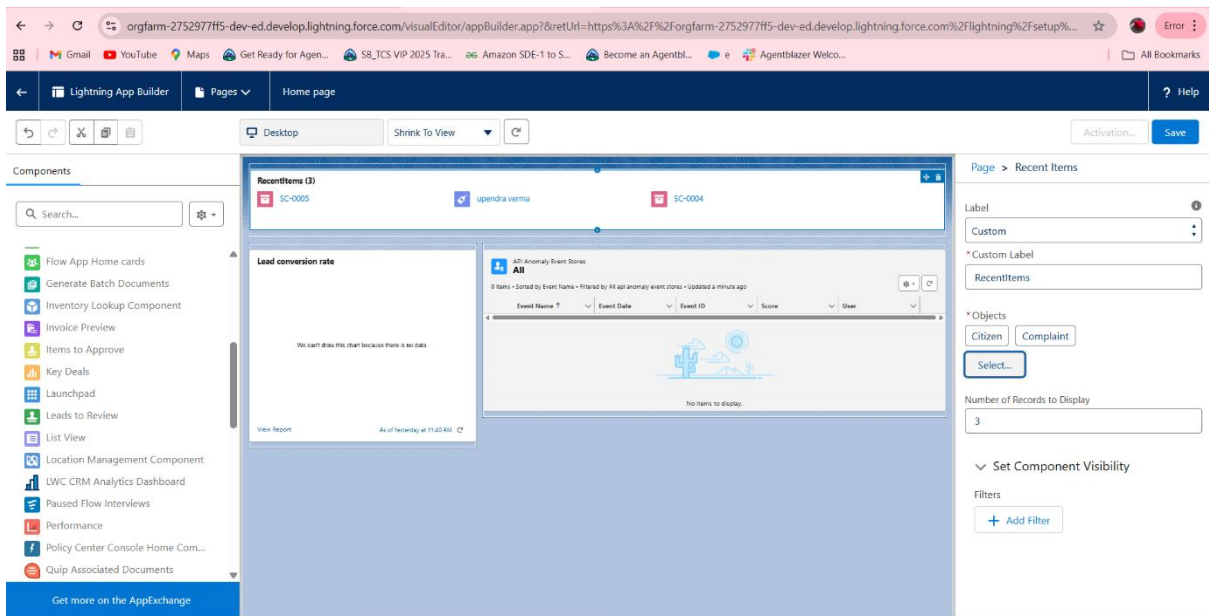 orgfarm-2752977ff5-dev-ed.develop.lightning.force.com/visualEditor/appBuilder.app?&retUrl=https%3A%2F%2Forgfarm-2752977ff5-dev-ed.develop.lightning.force.com%2Flightning%2Fsetup%...
Error
Gmail YouTube Maps Get Ready for Agen... SB_TCS VIP 2025 Tra... Amazon SDE-1 to S... Become an Agentbl... e Agentblazer Welco... All Bookmarks
Lightning App Builder Pages Home page ? Help
Desktop Shrink To View Activation... Save
Components
Search...
Flow App Home cards
Generate Batch Documents
Inventory Lookup Component
Invoice Preview
Items to Approve
Key Deals
Launchpad
Leads to Review
List View
Location Management Component
LWC CRM Analytics Dashboard
Paused Flow Interviews
Performance
Policy Center Console Home Com...
Quip Associated Documents
Get more on the AppExchange
RecentItems (3)
SC-0005 upendra verma SC-0004
Lead conversion rate
We can't draw this chart because there is no data.
View Report As of Yesterday at 11:40 AM
API Anomaly Event Stores
All
0 items • Sorted by Event Name • Filtered by All api anomaly event stores • Updated a minute ago
Event Name ↑ Event Date Event ID Score User
No items to display.
Page > Recent Items
Label
Custom
*Custom Label
RecentItems
*Objects
Citizen Complaint
Select...
Number of Records to Display
3
Set Component Visibility
Filters
+ Add Filter